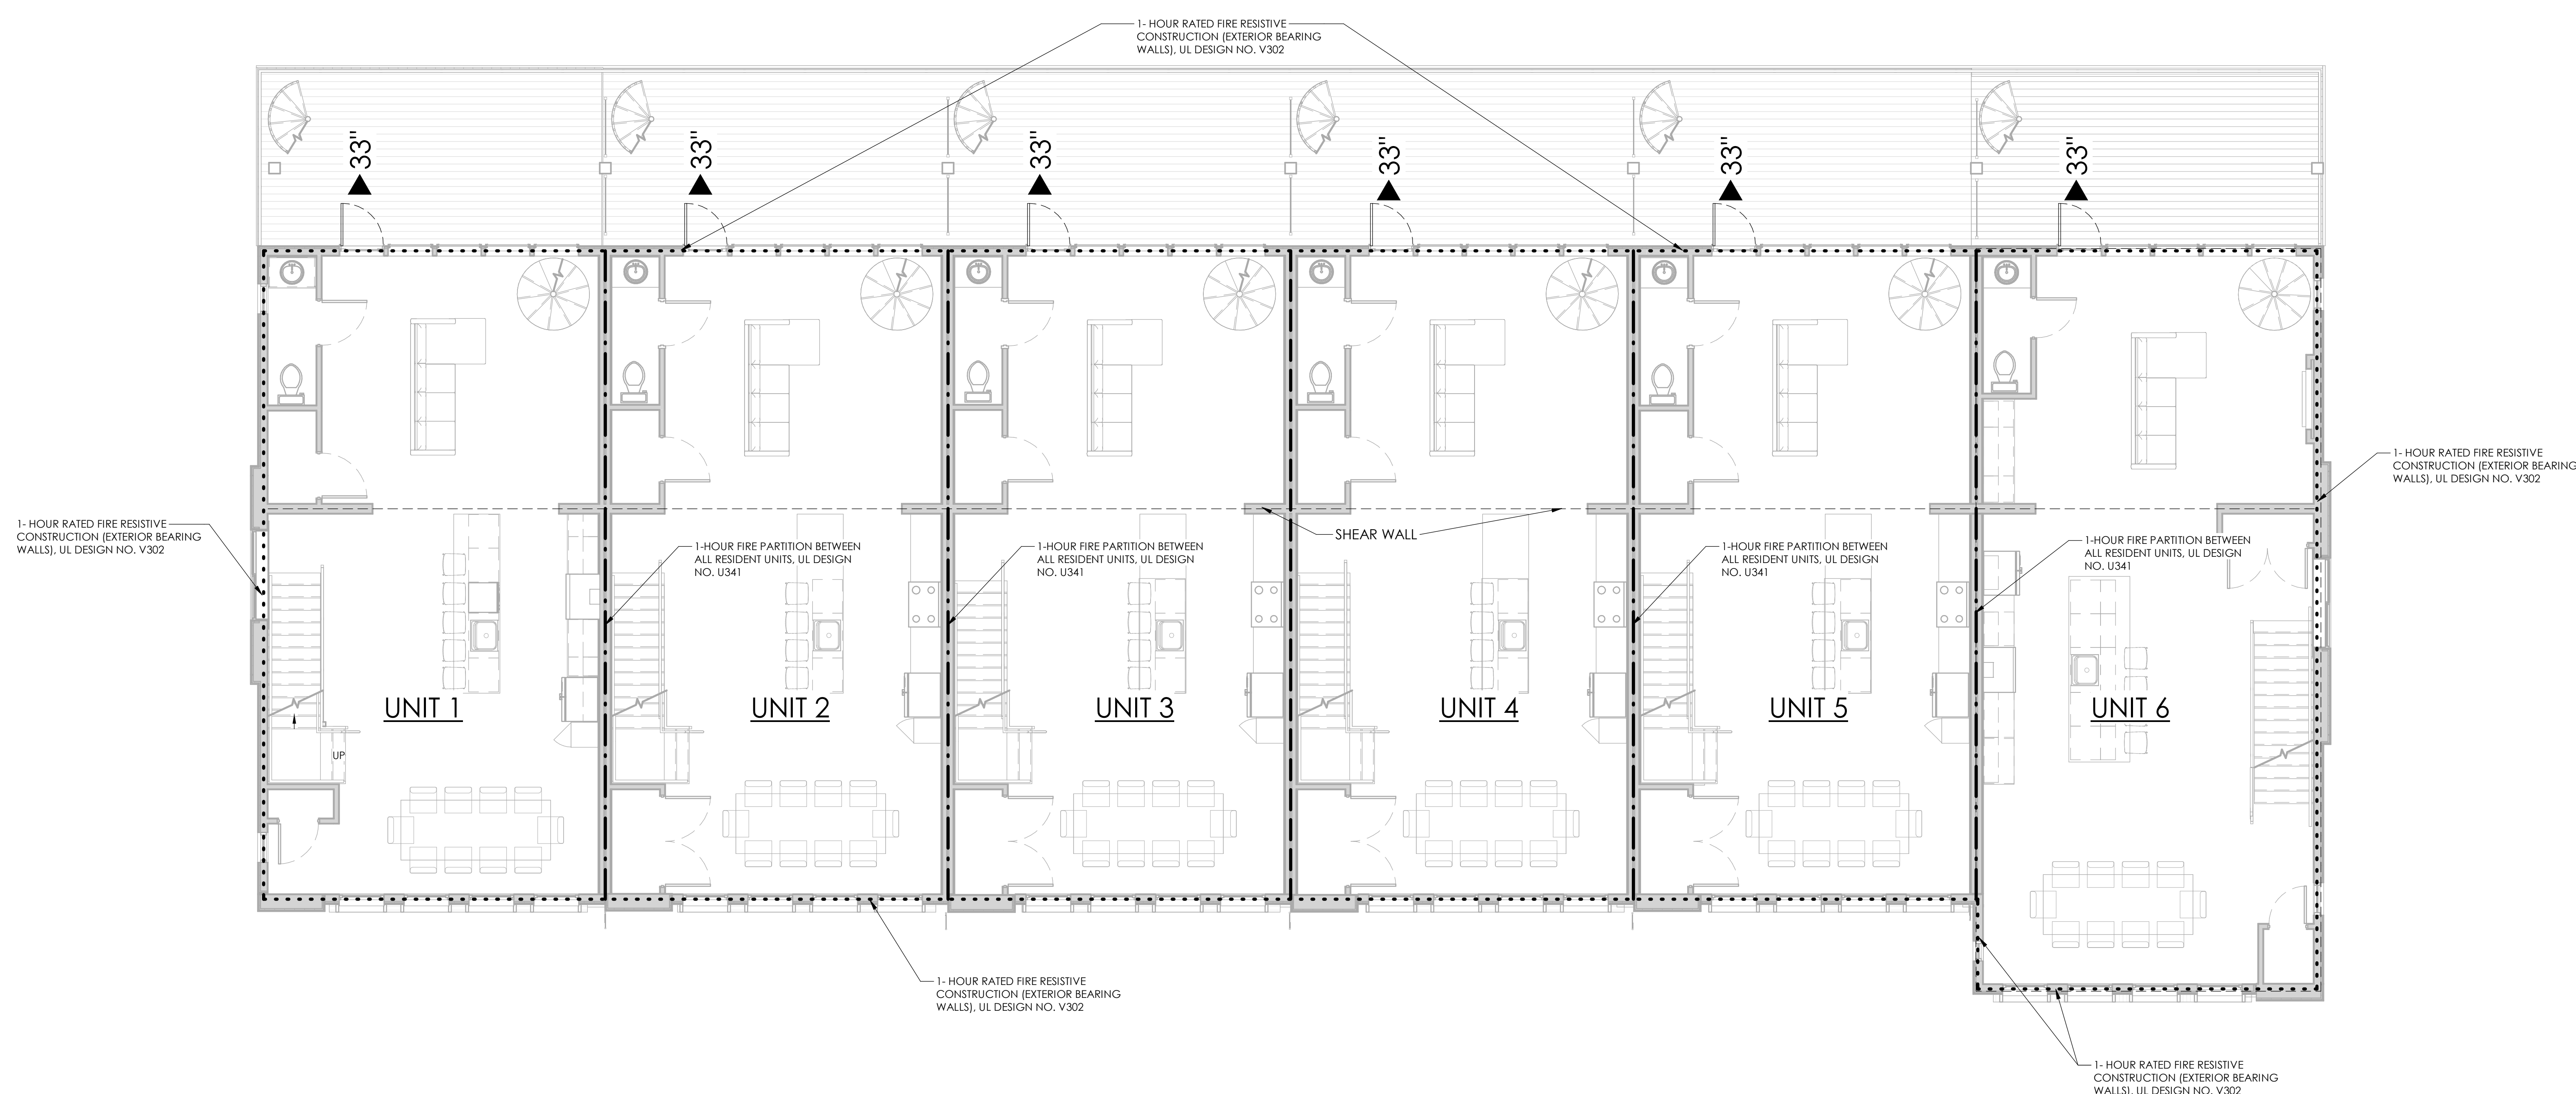 1- HOUR RATED FIRE RESISTIVE
CONSTRUCTION (EXTERIOR BEARING
WALLS), UL DESIGN NO. V302
33"
33"
33"
33"
33"
33"
1- HOUR RATED FIRE RESISTIVE
CONSTRUCTION (EXTERIOR BEARING
WALLS), UL DESIGN NO. V302
1- HOUR RATED FIRE RESISTIVE
CONSTRUCTION (EXTERIOR BEARING
WALLS), UL DESIGN NO. V302
SHEAR WALL
1-HOUR FIRE PARTITION BETWEEN
ALL RESIDENT UNITS, UL DESIGN
NO. U341
1-HOUR FIRE PARTITION BETWEEN
ALL RESIDENT UNITS, UL DESIGN
NO. U341
1-HOUR FIRE PARTITION BETWEEN
ALL RESIDENT UNITS, UL DESIGN
NO. U341
1-HOUR FIRE PARTITION BETWEEN
ALL RESIDENT UNITS, UL DESIGN
NO. U341
UNIT 1
UNIT 2
UNIT 3
UNIT 4
UNIT 5
UNIT 6
UP
1- HOUR RATED FIRE RESISTIVE
CONSTRUCTION (EXTERIOR BEARING
WALLS), UL DESIGN NO. V302
1- HOUR RATED FIRE RESISTIVE
CONSTRUCTION (EXTERIOR BEARING
WALLS), UL DESIGN NO. V302